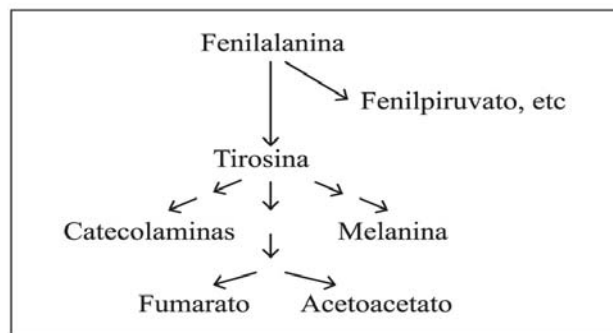 Fenilalanina
Fenilpiruvato, etc
Tirosina
Catecolaminas Melanina
Fumarato Acetoacetato